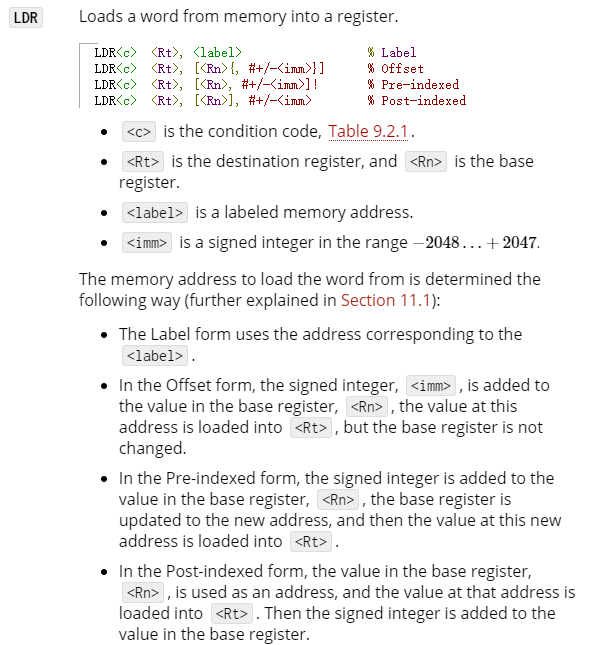 LDR Loads a word from memory into a register.
LDR<c> <Rt>, <label> % Label
LDR<c> <Rt>, [<Rn>{, #+/-<imm>}] % Offset
LDR<c> <Rt>, [<Rn>, #+/-<imm>]! % Pre-indexed
LDR<c> <Rt>, [<Rn>], #+/-<imm> % Post-indexed
• <c> is the condition code, Table 9.2.1.
• <Rt> is the destination register, and <Rn> is the base
register.
• <label> is a labeled memory address.
• <imm> is a signed integer in the range −2048 … + 2047.
The memory address to load the word from is determined the
following way (further explained in Section 11.1):
• The Label form uses the address corresponding to the
<label> .
• In the Offset form, the signed integer, <imm> , is added to
the value in the base register, <Rn> , the value at this
address is loaded into <Rt> , but the base register is not
changed.
• In the Pre-indexed form, the signed integer is added to the
value in the base register, <Rn> , the base register is
updated to the new address, and then the value at this new
address is loaded into <Rt> .
• In the Post-indexed form, the value in the base register,
<Rn> , is used as an address, and the value at that address is
loaded into <Rt> . Then the signed integer is added to the
value in the base register.